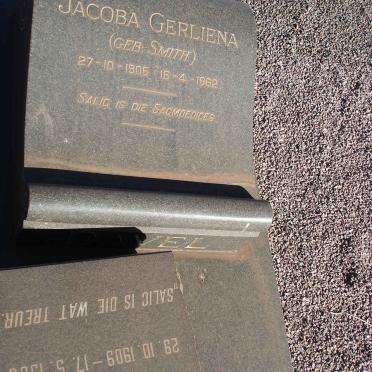 JACOBA GERLIENA
(GEB. SMITH)
27-10-1905 16-4-1962
SALIG IS DIE SAGMOEDIGES
"SALIG IS DIE WAT TREUR.
29. 10. 1909 — 17. 5.